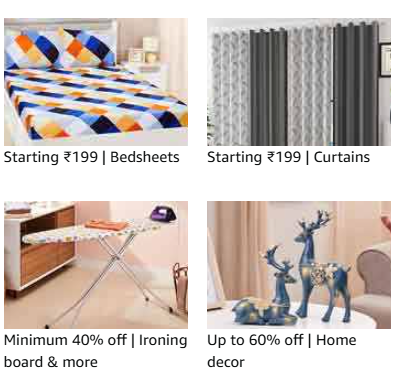 Starting ₹199 | Bedsheets
Starting ₹199 | Curtains
Minimum 40% off | Ironing
board & more
Up to 60% off | Home
decor